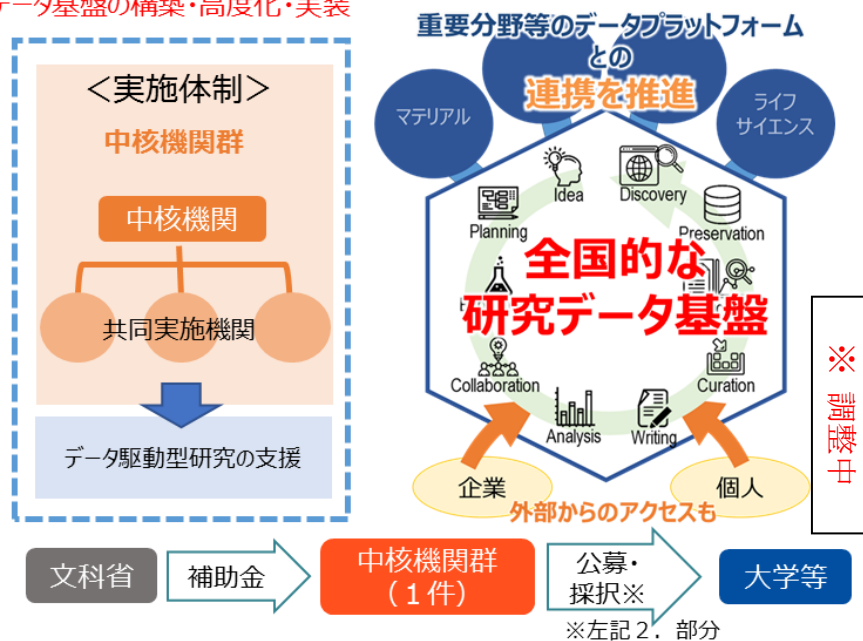 データ基盤の構築・高度化・実装
＜実施体制＞
中核機関群
中核機関
共同実施機関
データ駆動型研究の支援
重要分野等のデータプラットフォーム
との
連携を推進
マテリアル
ライフ
サイエンス
Idea
Discovery
Planning
Preservation
全国的な
研究データ基盤
Collaboration
Curation
Analysis
Writing
企業
個人
外部からのアクセスも
※ 調整中
文科省
補助金
中核機関群
（１件）
公募・
採択※
大学等
※左記２．部分